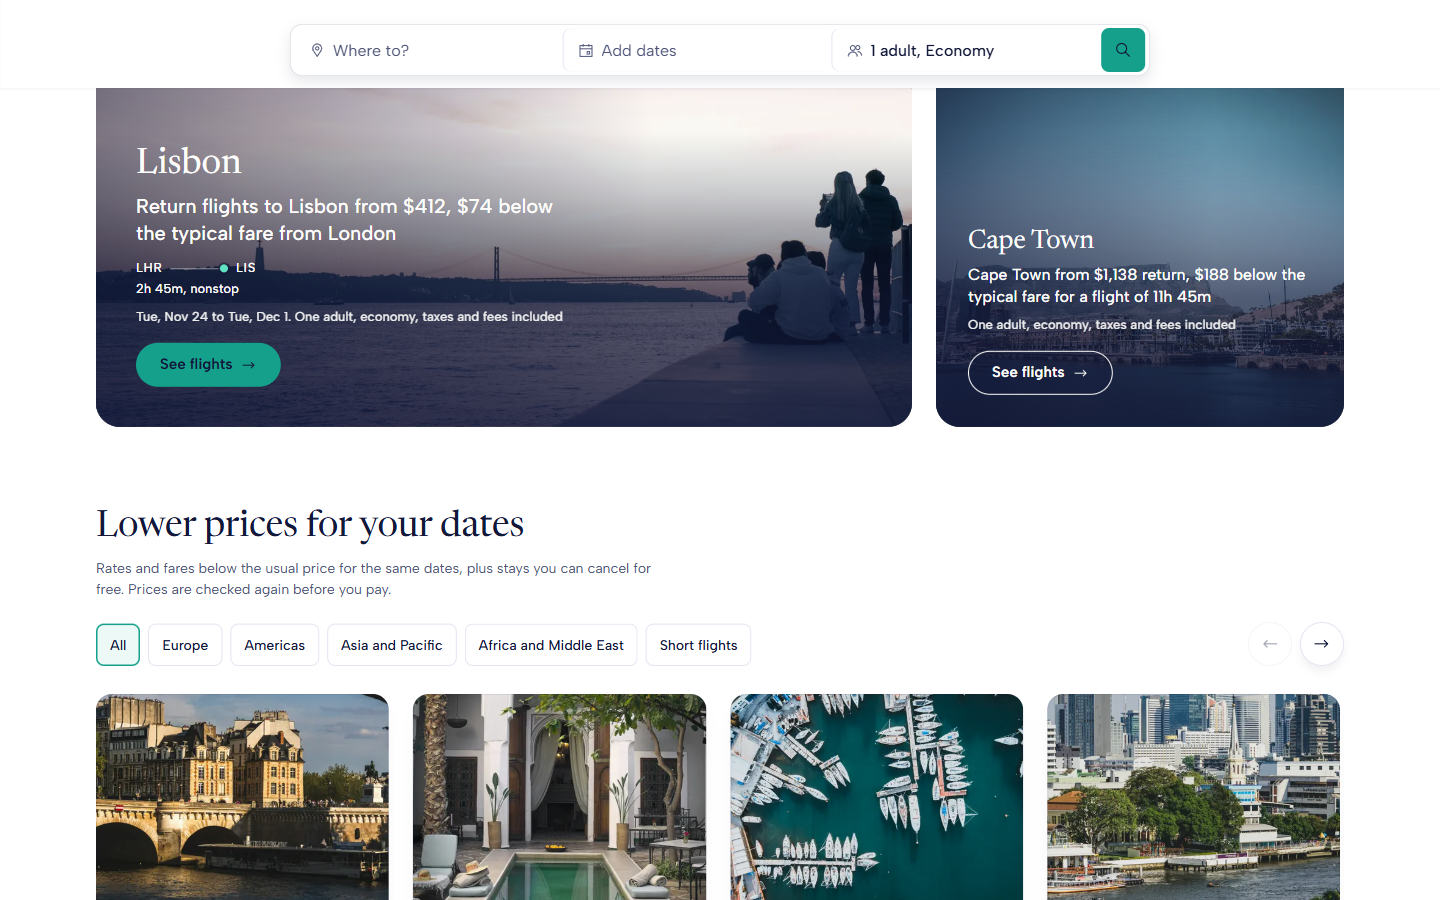 Where to?
Add dates
1 adult, Economy
Lisbon
Return flights to Lisbon from $412, $74 below
the typical fare from London
LHR LIS
2h 45m, nonstop
Tue, Nov 24 to Tue, Dec 1. One adult, economy, taxes and fees included
See flights →
Cape Town
Cape Town from $1,138 return, $188 below the
typical fare for a flight of 11h 45m
One adult, economy, taxes and fees included
See flights →
Lower prices for your dates
Rates and fares below the usual price for the same dates, plus stays you can cancel for
free. Prices are checked again before you pay.
All
Europe
Americas
Asia and Pacific
Africa and Middle East
Short flights